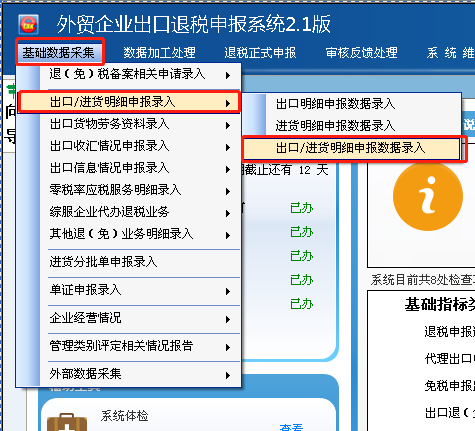 外贸企业出口退税申报系统2.1版
基础数据采集 数据加工处理 退税正式申报 审核反馈处理 系 统 维
退（免）税备案相关申请录入
出口/进货明细申报录入
出口货物劳务资料录入
出口收汇情况申报录入
出口信息情况申报录入
零税率应税服务明细录入
综服企业代办退税业务
其他退（免）业务明细录入
进货分批单申报录入
单证申报录入
企业经营情况
管理类别评定相关情况报告
外部数据采集
出口明细申报数据录入
进货明细申报数据录入
出口/进货明细申报数据录入
向
导
说
截止还有 12 天
已办
已办
已办
已办
已办
系统目前共8处检查
基础指标
退税申报
代理出口
免税申报
出口退（
系统体检
查看